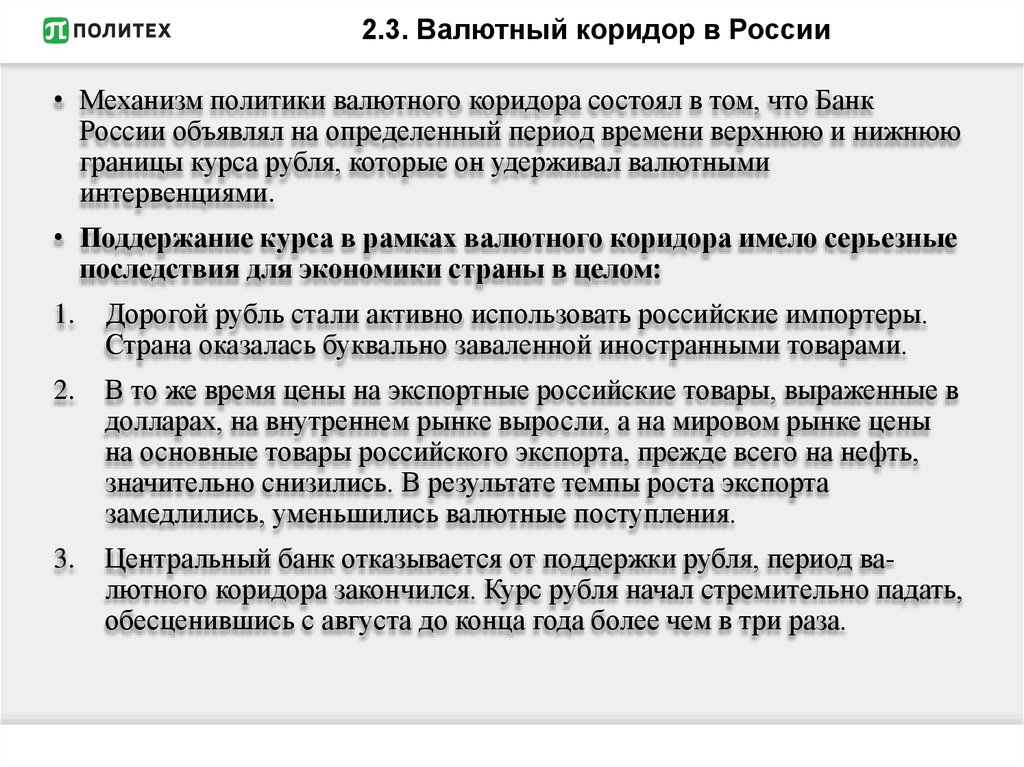 ПОЛИТЕХ
2.3. Валютный коридор в России
• Механизм политики валютного коридора состоял в том, что Банк
России объявлял на определенный период времени верхнюю и нижнюю
границы курса рубля, которые он удерживал валютными
интервенциями.
• Поддержание курса в рамках валютного коридора имело серьезные
последствия для экономики страны в целом:
1. Дорогой рубль стали активно использовать российские импортеры.
Страна оказалась буквально заваленной иностранными товарами.
2. В то же время цены на экспортные российские товары, выраженные в
долларах, на внутреннем рынке выросли, а на мировом рынке цены
на основные товары российского экспорта, прежде всего на нефть,
значительно снизились. В результате темпы роста экспорта
замедлились, уменьшились валютные поступления.
3. Центральный банк отказывается от поддержки рубля, период ва-
лютного коридора закончился. Курс рубля начал стремительно падать,
обесценившись с августа до конца года более чем в три раза.